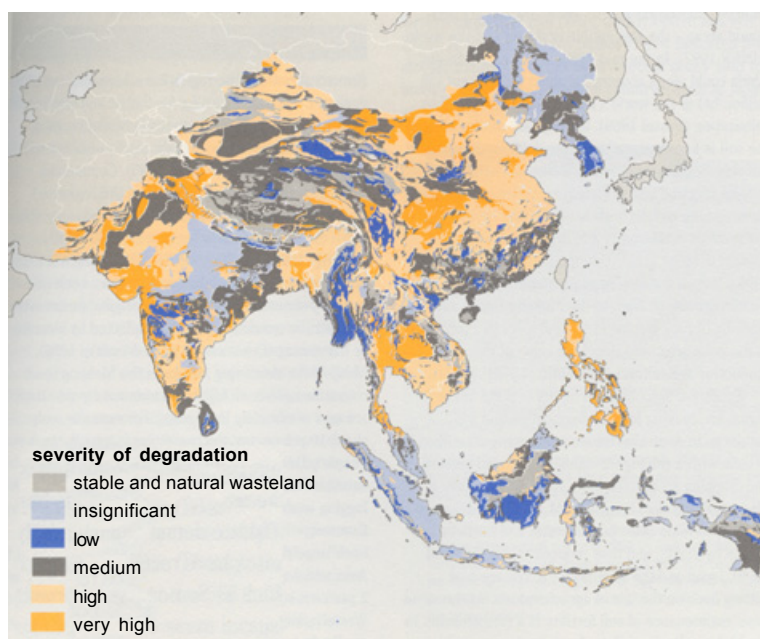 severity of degradation
stable and natural wasteland
insignificant
low
medium
high
very high